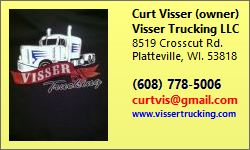 VISSER
Trucking
Curt Visser (owner)
Visser Trucking LLC
8519 Crosscut Rd.
Platteville, WI. 53818
(608) 778-5006
curtvis@gmail.com
www.vissertrucking.com